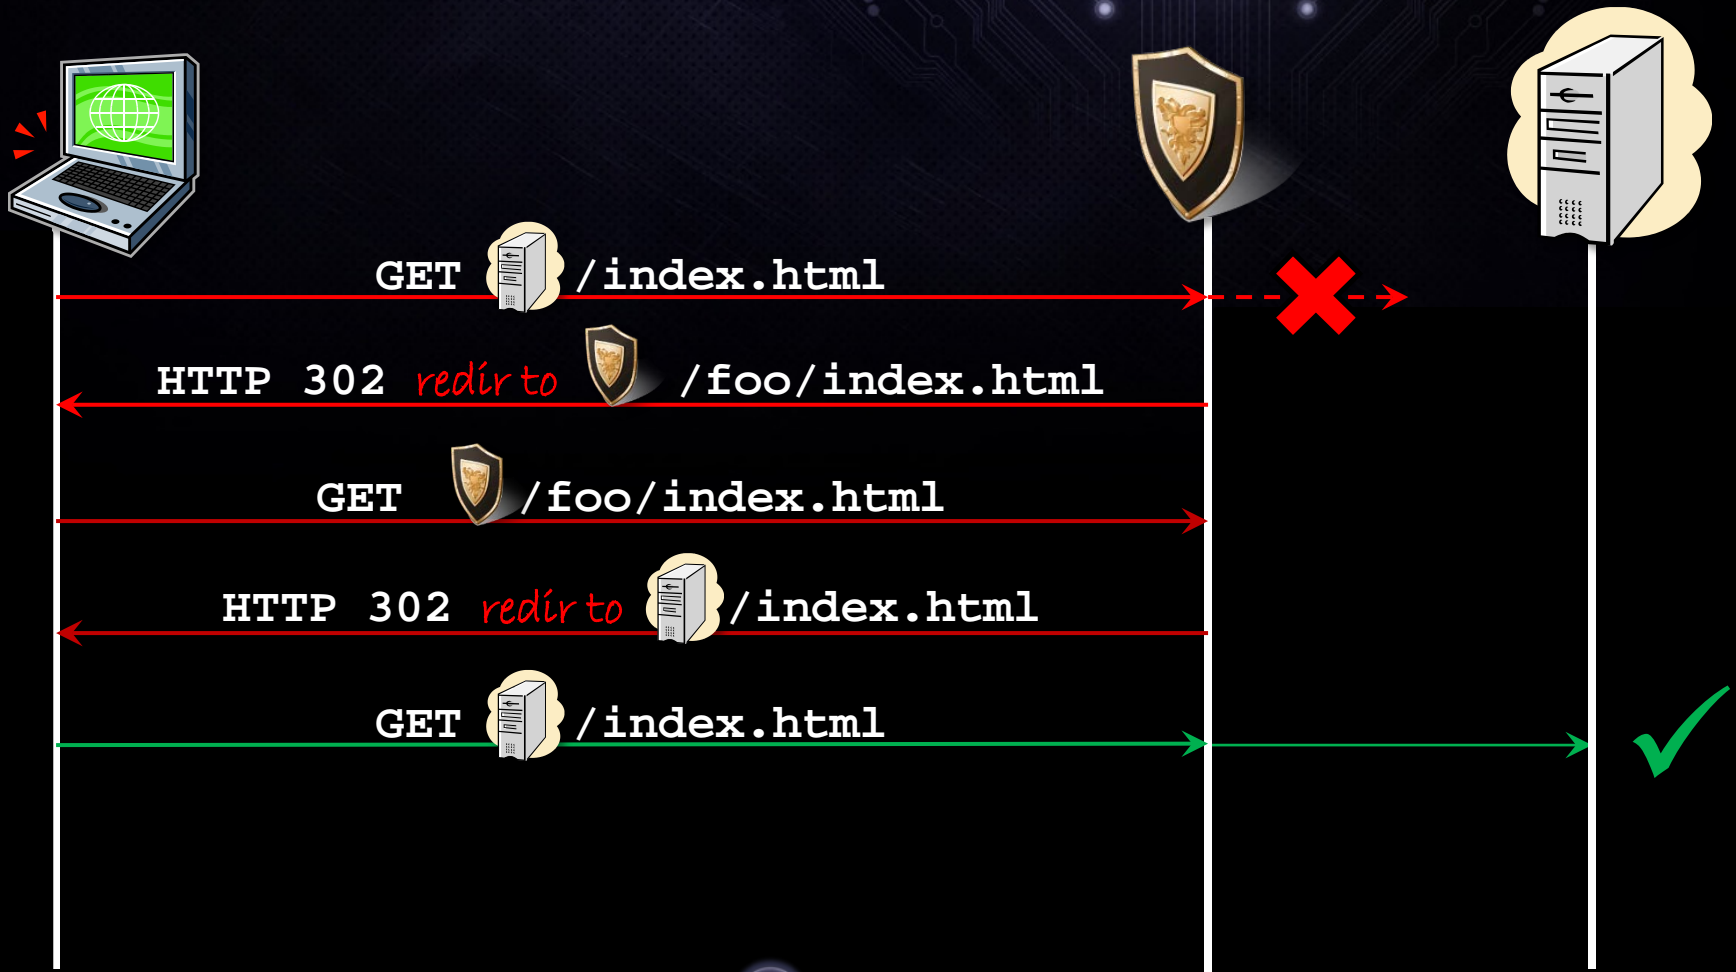 GET /index.html
HTTP 302 redir to /foo/index.html
GET /foo/index.html
HTTP 302 redir to /index.html
GET /index.html